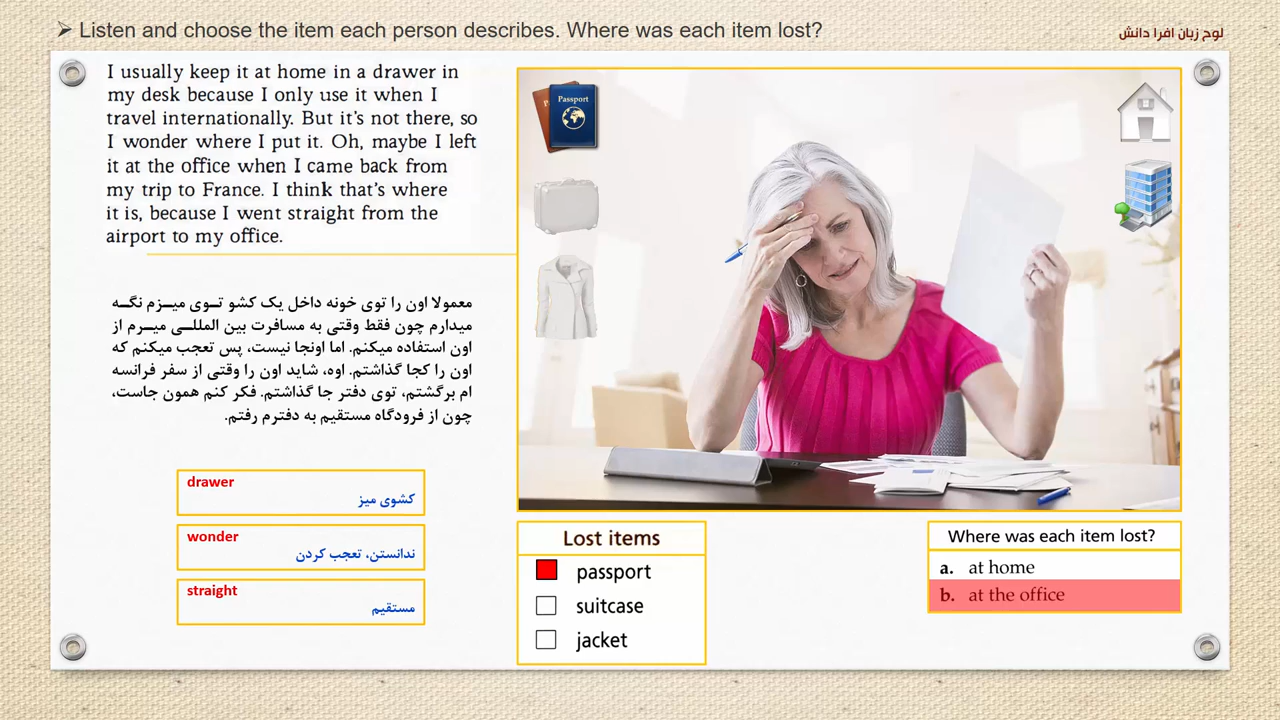 ➢ Listen and choose the item each person describes. Where was each item lost?
لوح زبان افرا دانش
I usually keep it at home in a drawer in
my desk because I only use it when I
travel internationally. But it's not there, so
I wonder where I put it. Oh, maybe I left
it at the office when I came back from
my trip to France. I think that's where
it is, because I went straight from the
airport to my office.
معمولا اون را توی خونه داخل یک کشو تــوی میــزم نگــه
میدارم چون فقط وقتی به مسافرت بین المللــی میــرم از
اون استفاده میکنم. اما اونجا نیست، پس تعجب میکنم که
اون را کجا گذاشتم. اوه، شاید اون را وقتی از سفر فرانسه
ام برگشتم، توی دفتر جا گذاشتم. فکر کنم همون جاست،
چون از فرودگاه مستقیم به دفترم رفتم.
drawer
کشوی میز
wonder
ندانستن، تعجب کردن
straight
مستقیم
Passport
Lost items
passport
suitcase
jacket
Where was each item lost?
a. at home
b. at the office